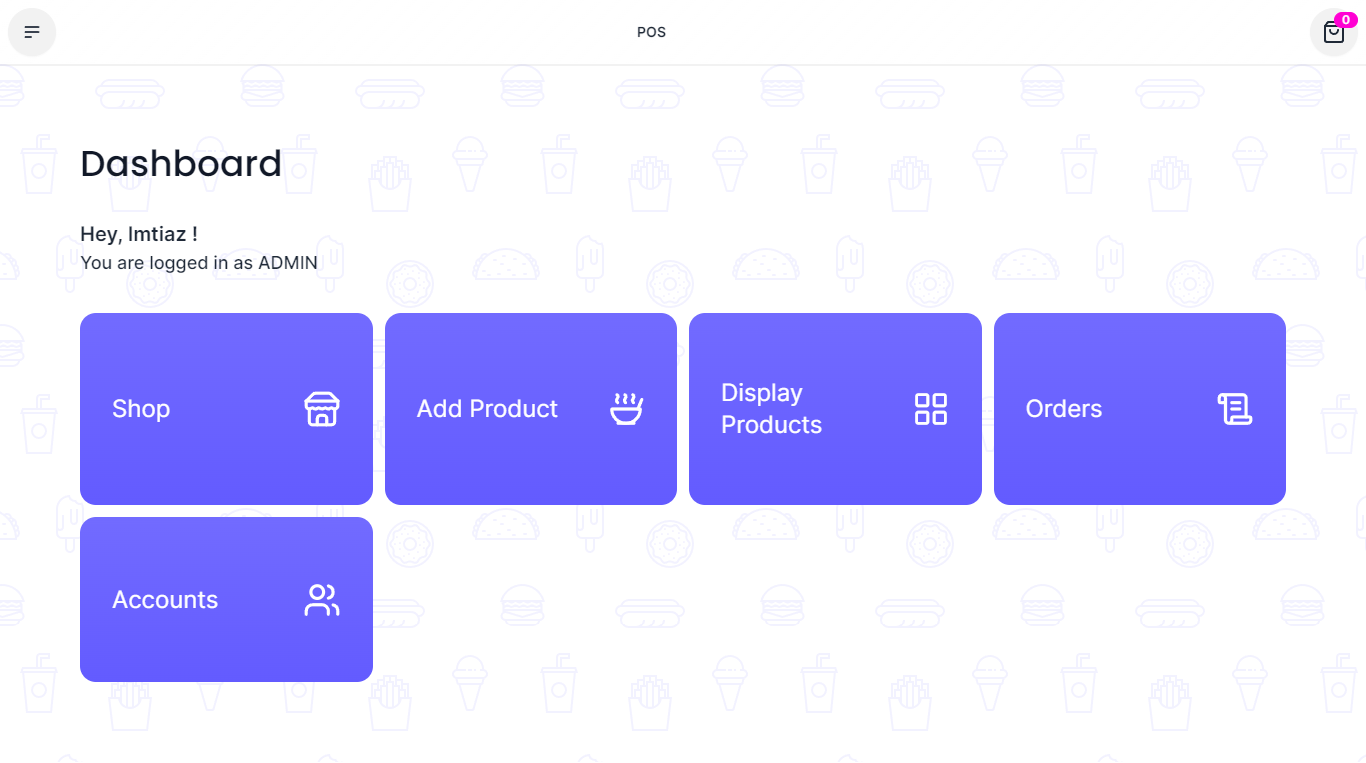 POS
0
Dashboard
Hey, Imtiaz !
You are logged in as ADMIN
Shop
Add Product
Display
Products
Orders
Accounts